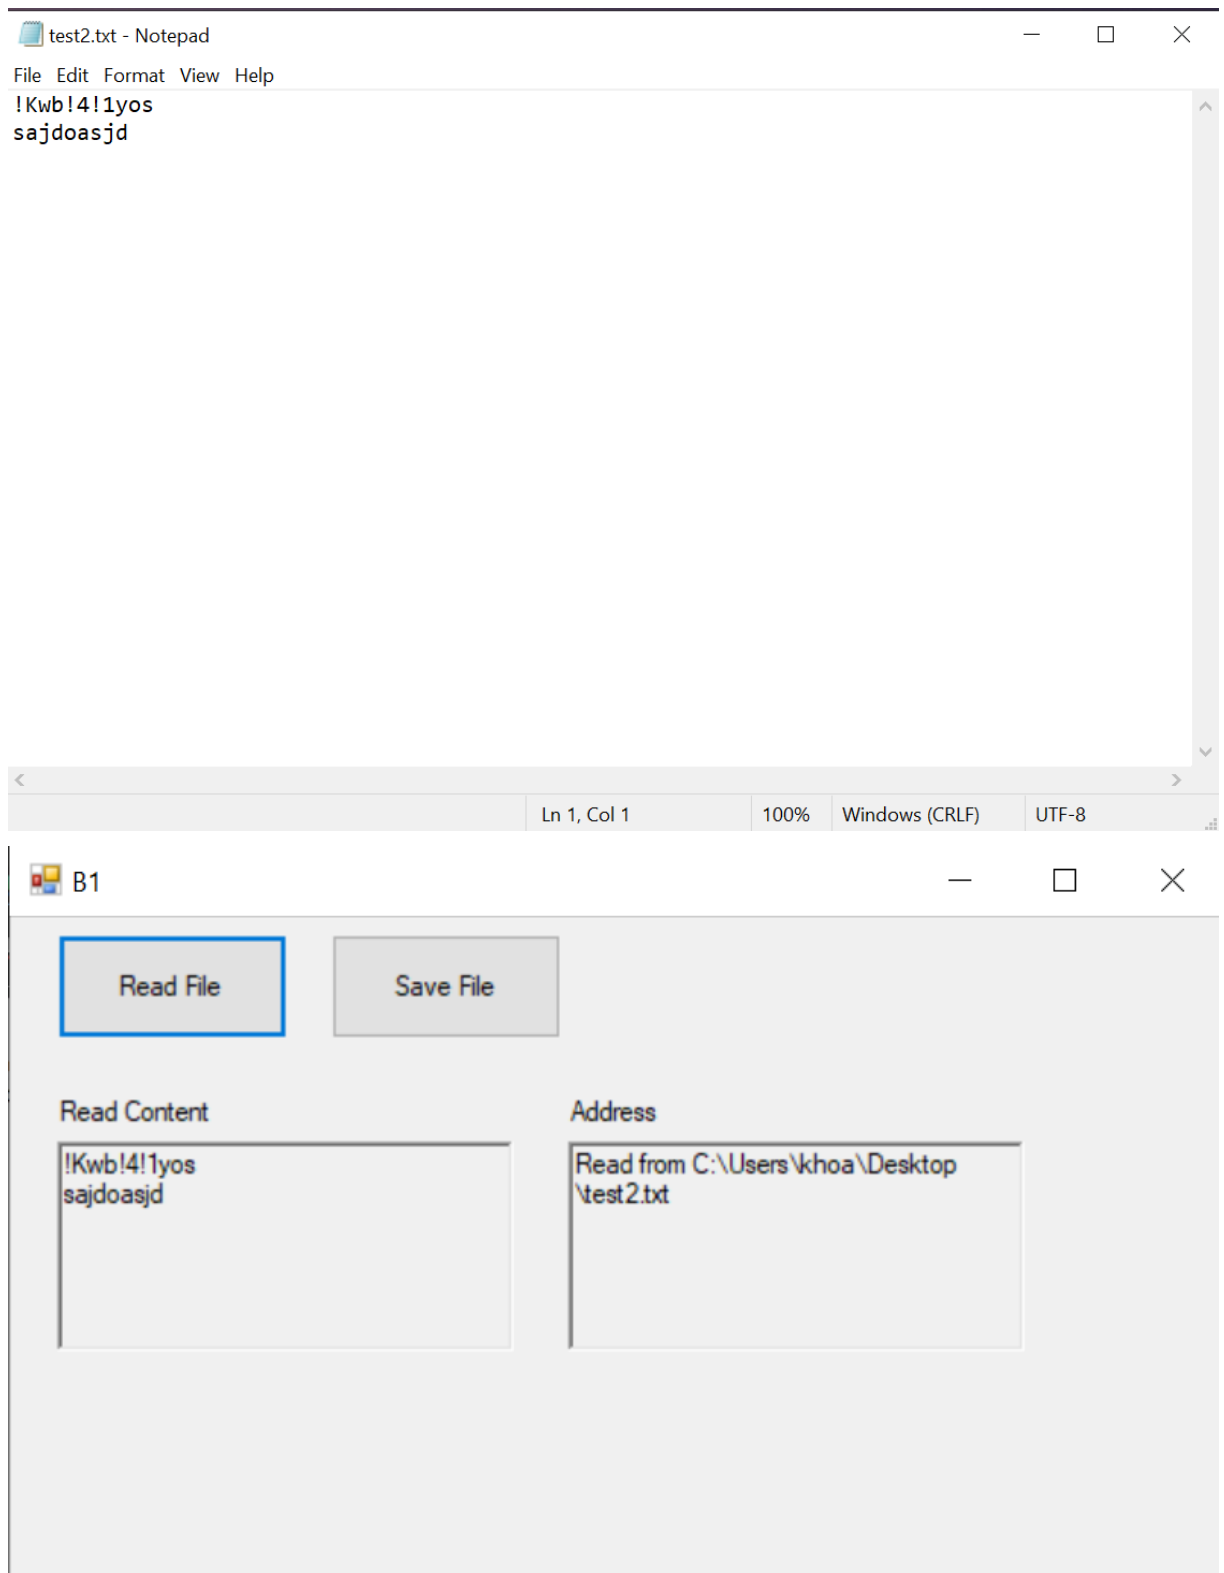 test2.txt - Notepad
File Edit Format View Help
!Kwb!4!1yos
sajdoasjd
Ln 1, Col 1 100% Windows (CRLF) UTF-8
B1
Read File Save File
Read Content Address
!Kwb!4!1yos Read from C:\Users\khoa\Desktop
sajdoasjd \test2.txt